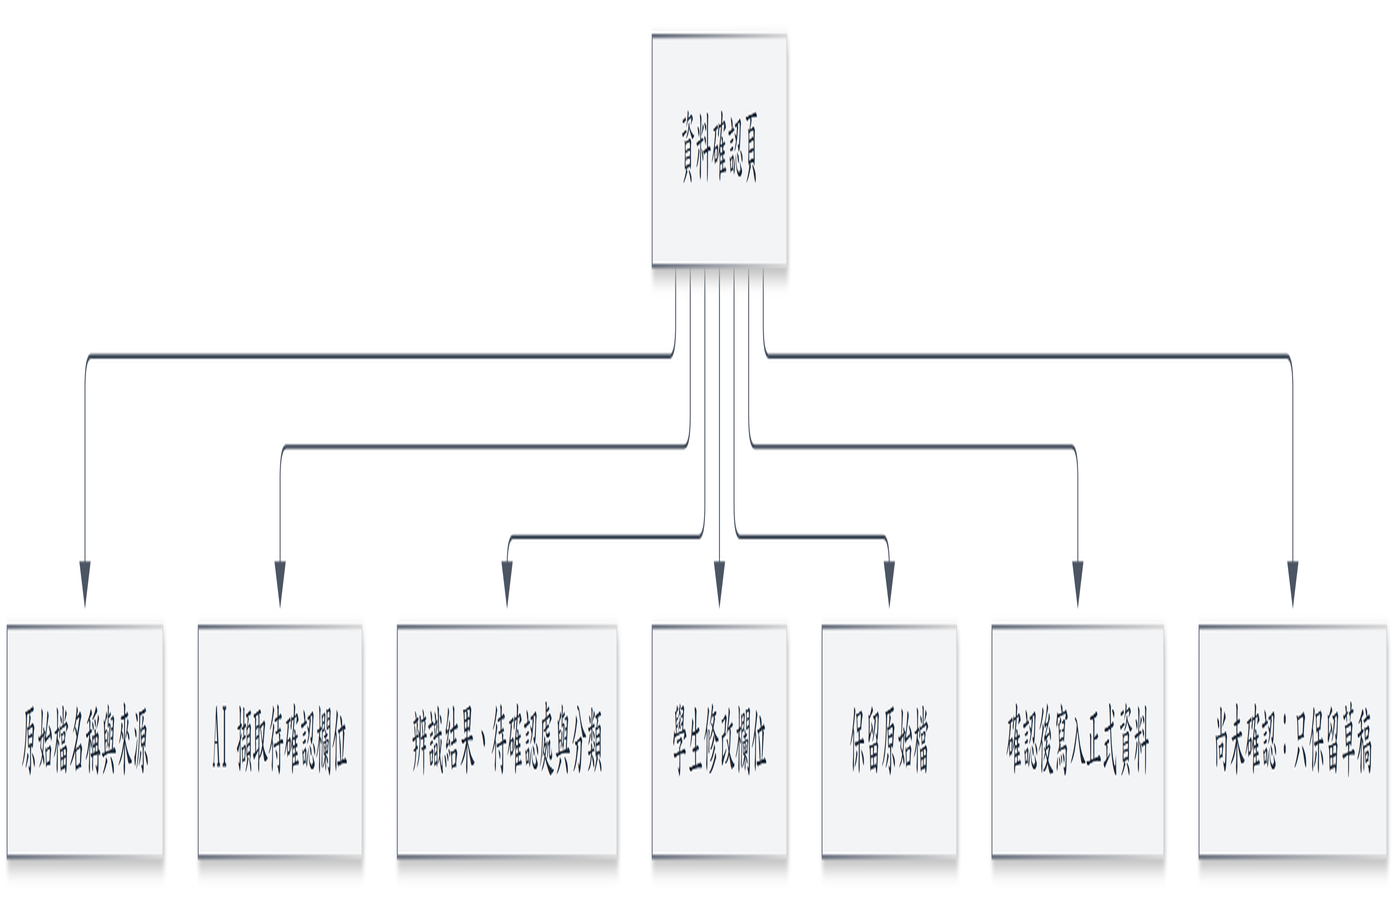 資料確認頁
原始檔名稱與來源
AI 擷取待確認欄位
辨識結果、待確認處與分類
學生修改欄位
保留原始檔
確認後寫入正式資料
尚未確認：只保留草稿